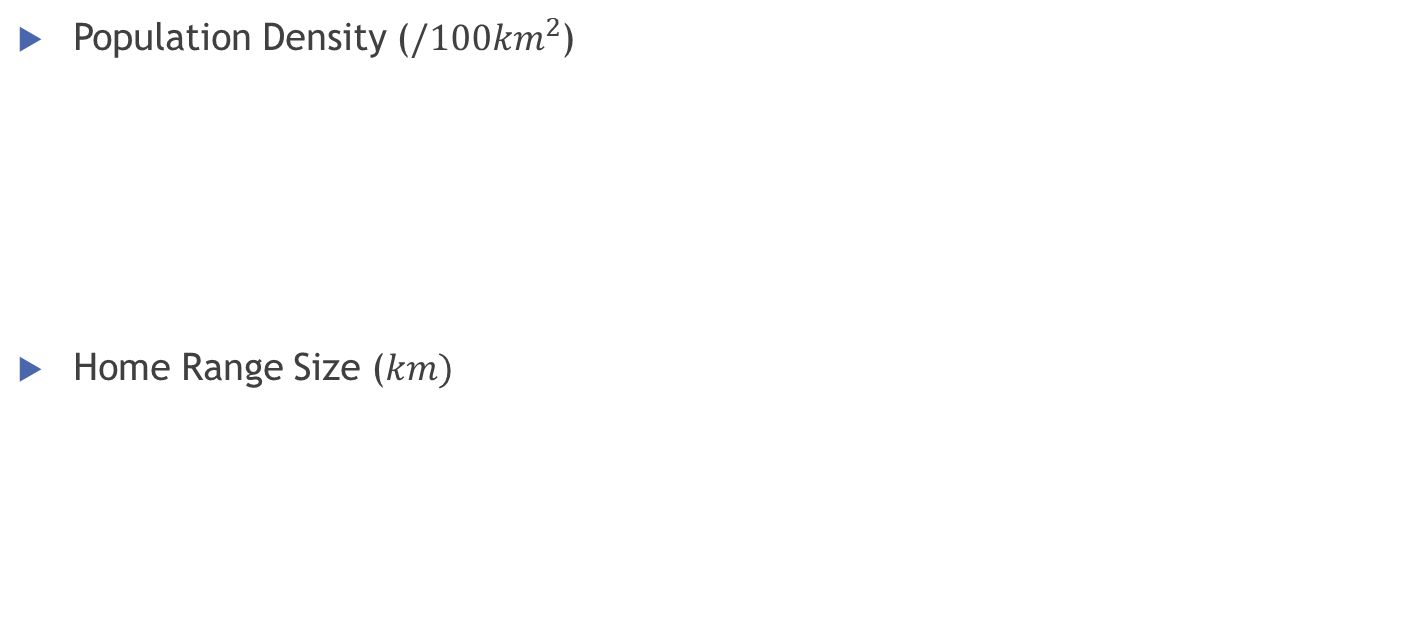 Population Density (/100km²)
Home Range Size (km)